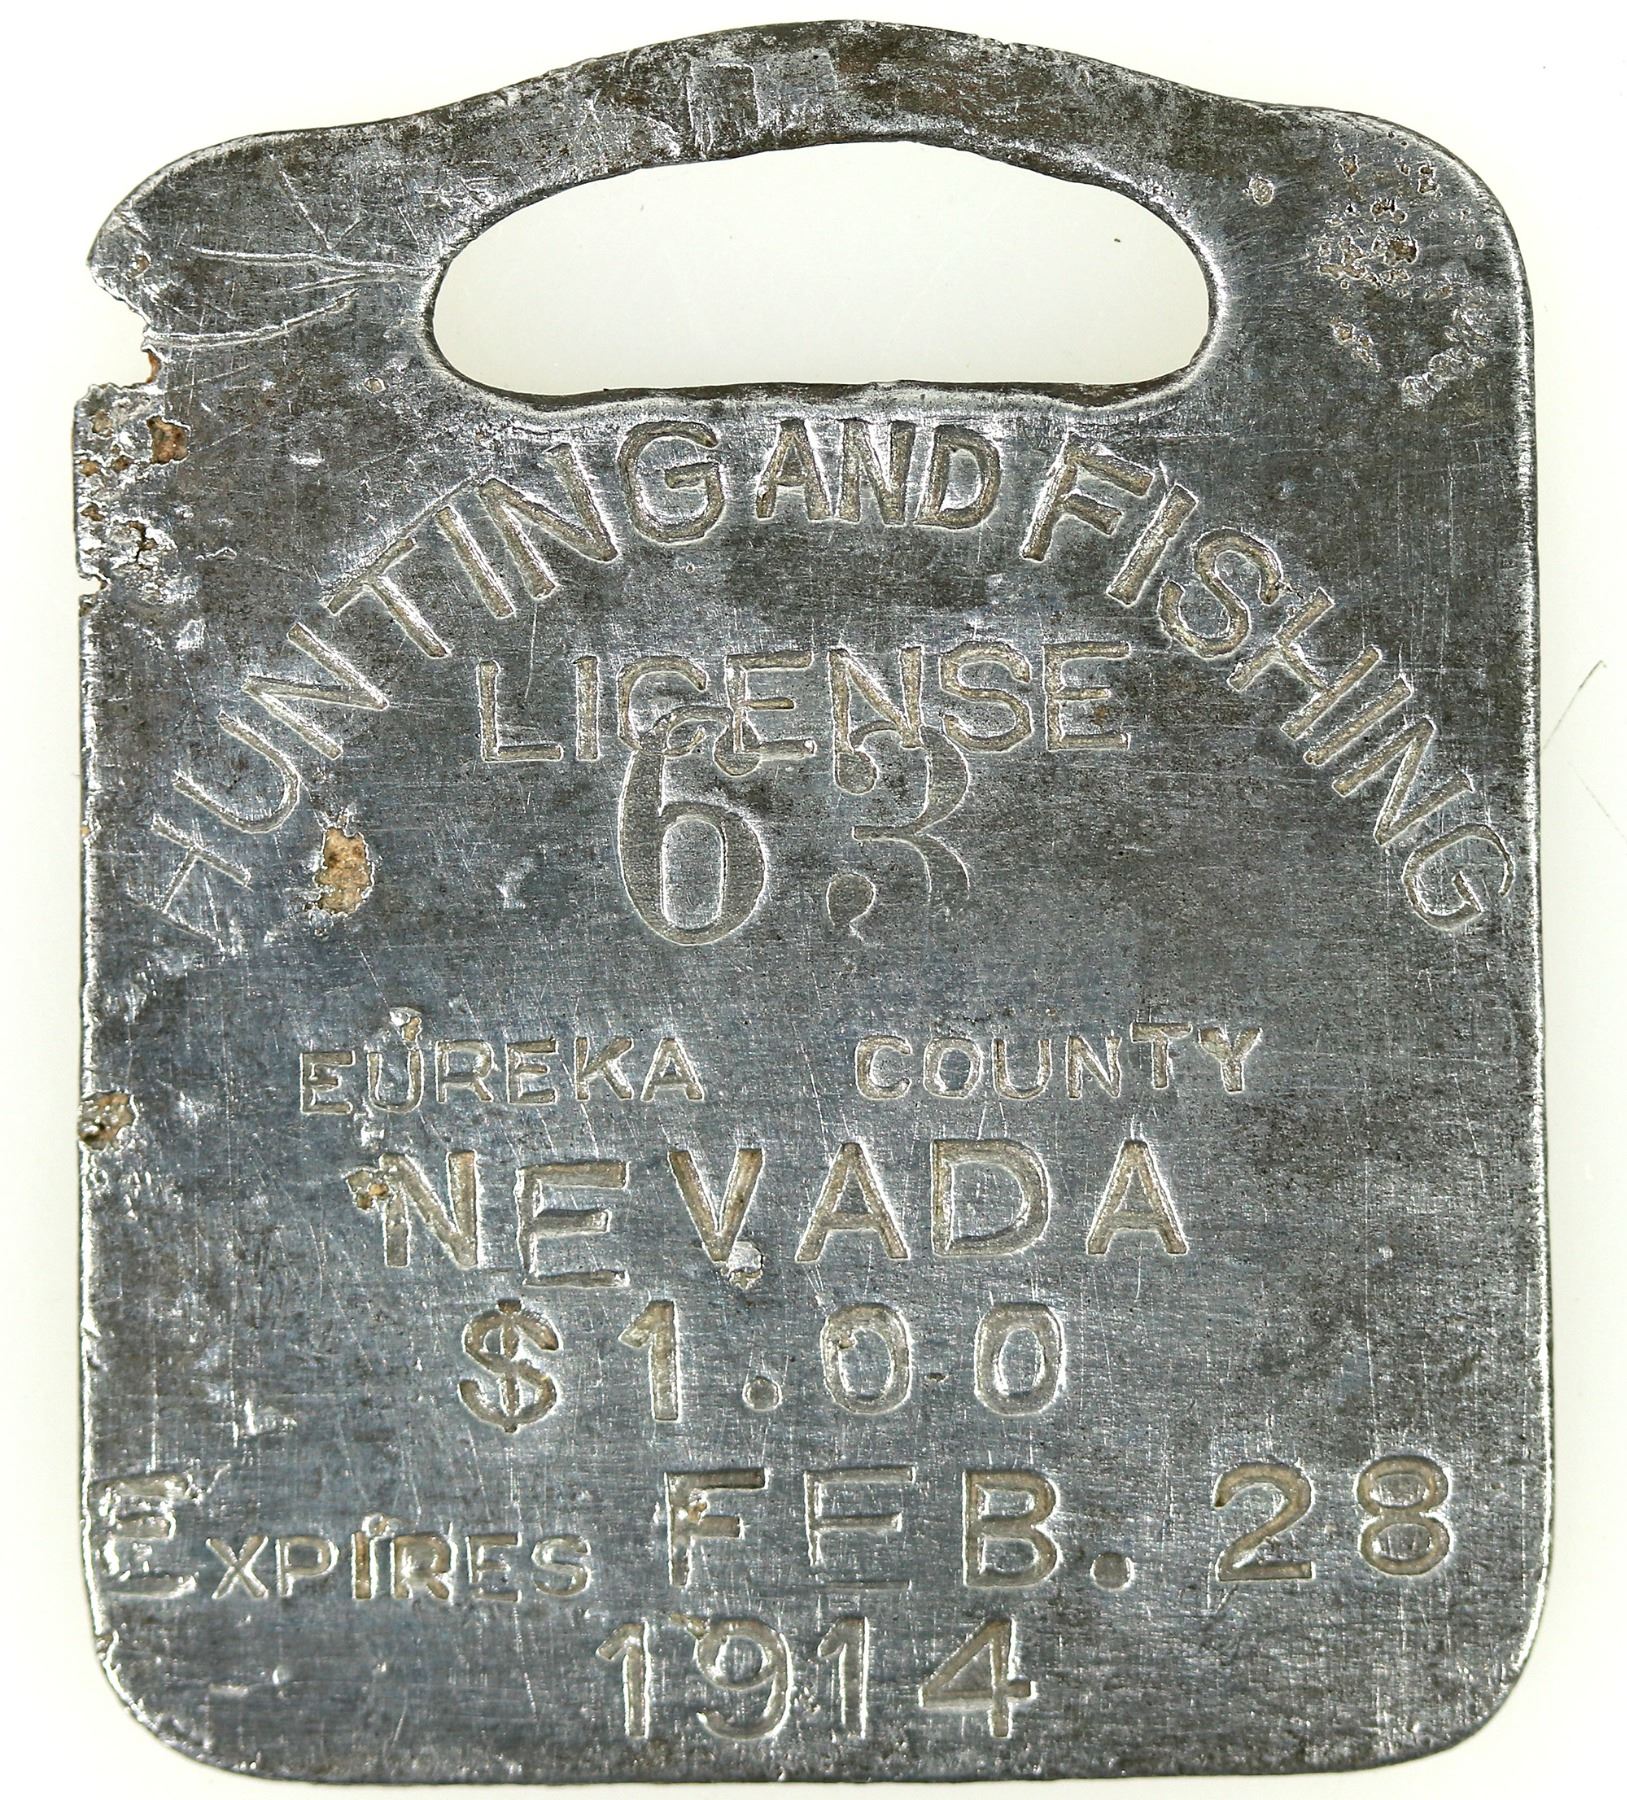 HUNTING AND FISHING
LICENSE
63
EUREKA COUNTY
NEVADA
$1.00
EXPIRES FEB. 28
1914